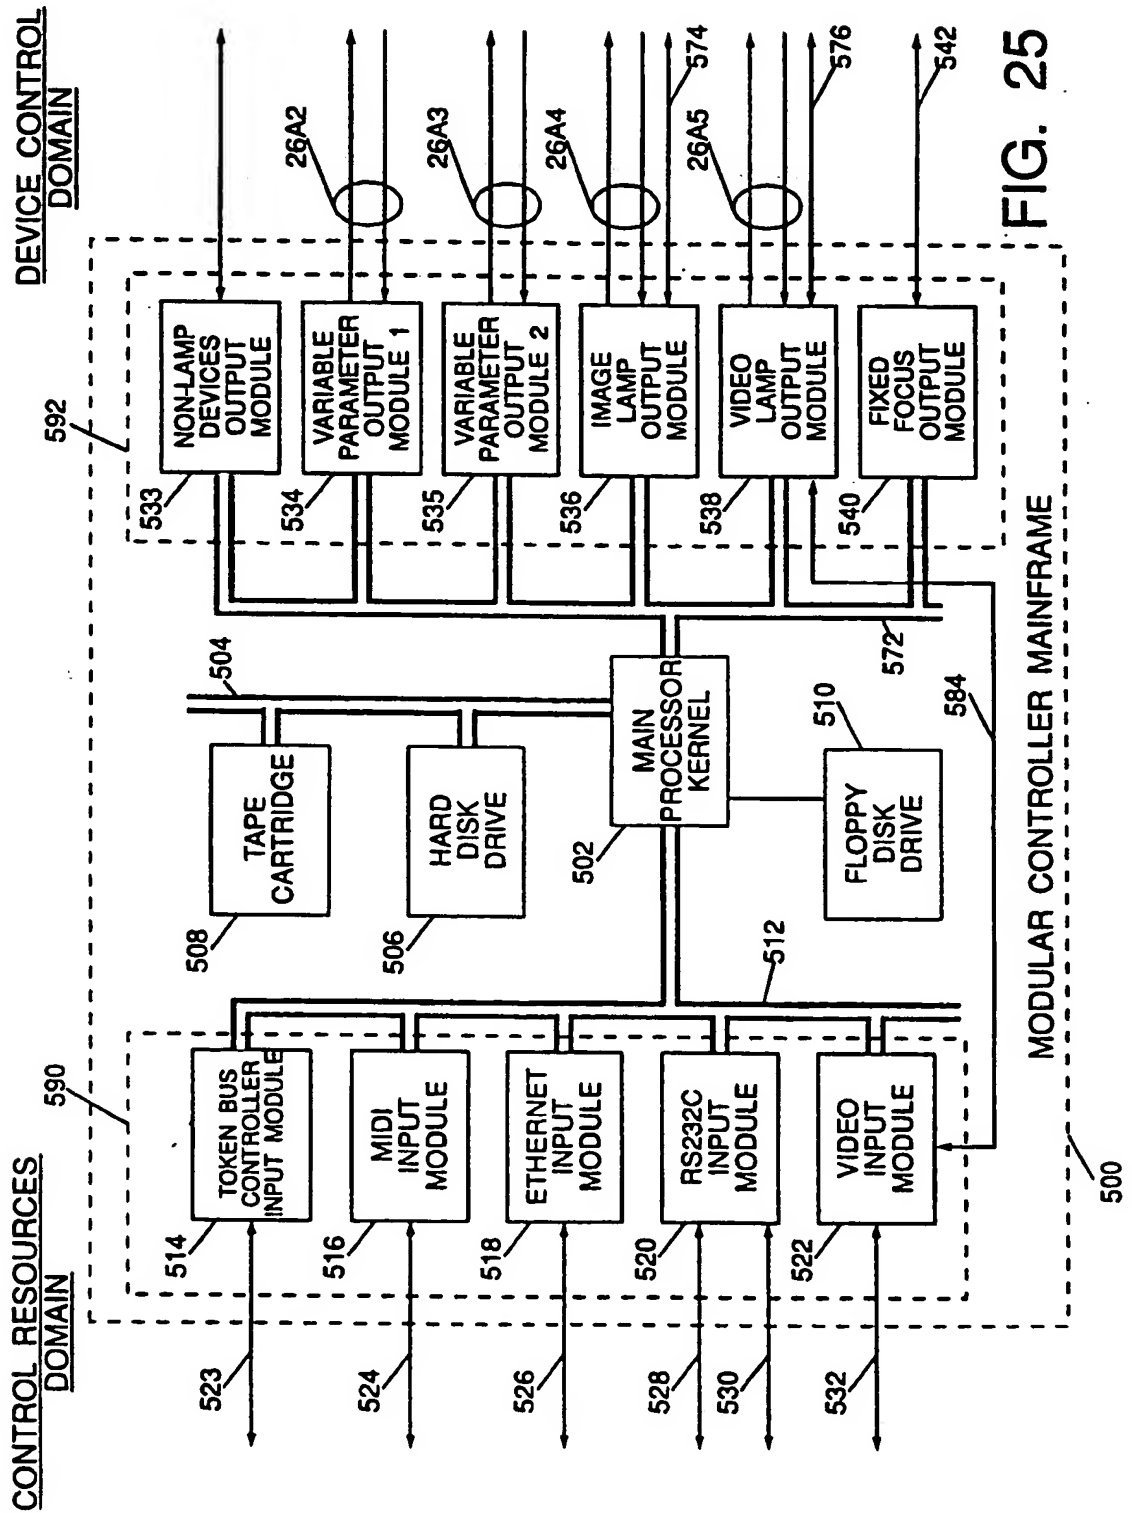 CONTROL RESOURCES
DOMAIN
DEVICE CONTROL
DOMAIN
590
592
523
514
TOKEN BUS
CONTROLLER
INPUT MODULE
524
516
MIDI
INPUT
MODULE
526
518
ETHERNET
INPUT
MODULE
528
530
520
RS232C
INPUT
MODULE
532
522
VIDEO
INPUT
MODULE
512
508
TAPE
CARTRIDGE
504
506
HARD
DISK
DRIVE
502
MAIN
PROCESSOR
KERNEL
510
FLOPPY
DISK
DRIVE
572
584
533
NON-LAMP
DEVICES
OUTPUT
MODULE
534
VARIABLE
PARAMETER
OUTPUT
MODULE 1
26A2
535
VARIABLE
PARAMETER
OUTPUT
MODULE 2
26A3
536
IMAGE
LAMP
OUTPUT
MODULE
26A4
574
538
VIDEO
LAMP
OUTPUT
MODULE
26A5
576
540
FIXED
FOCUS
OUTPUT
MODULE
542
MODULAR CONTROLLER MAINFRAME
500
FIG. 25